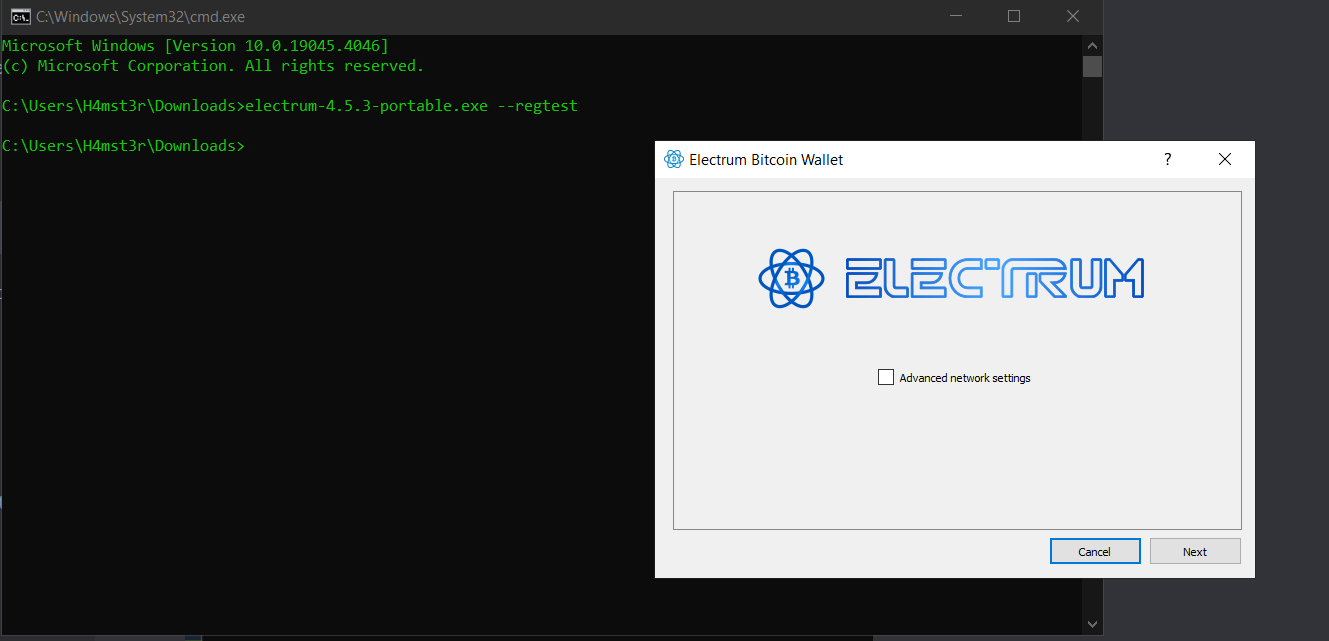 C:\Windows\System32\cmd.exe
Microsoft Windows [Version 10.0.19045.4046]
(c) Microsoft Corporation. All rights reserved.
C:\Users\H4mst3r\Downloads>electrum-4.5.3-portable.exe --regtest
C:\Users\H4mst3r\Downloads>
Electrum Bitcoin Wallet
?
ELECTRUM
Advanced network settings
Cancel
Next